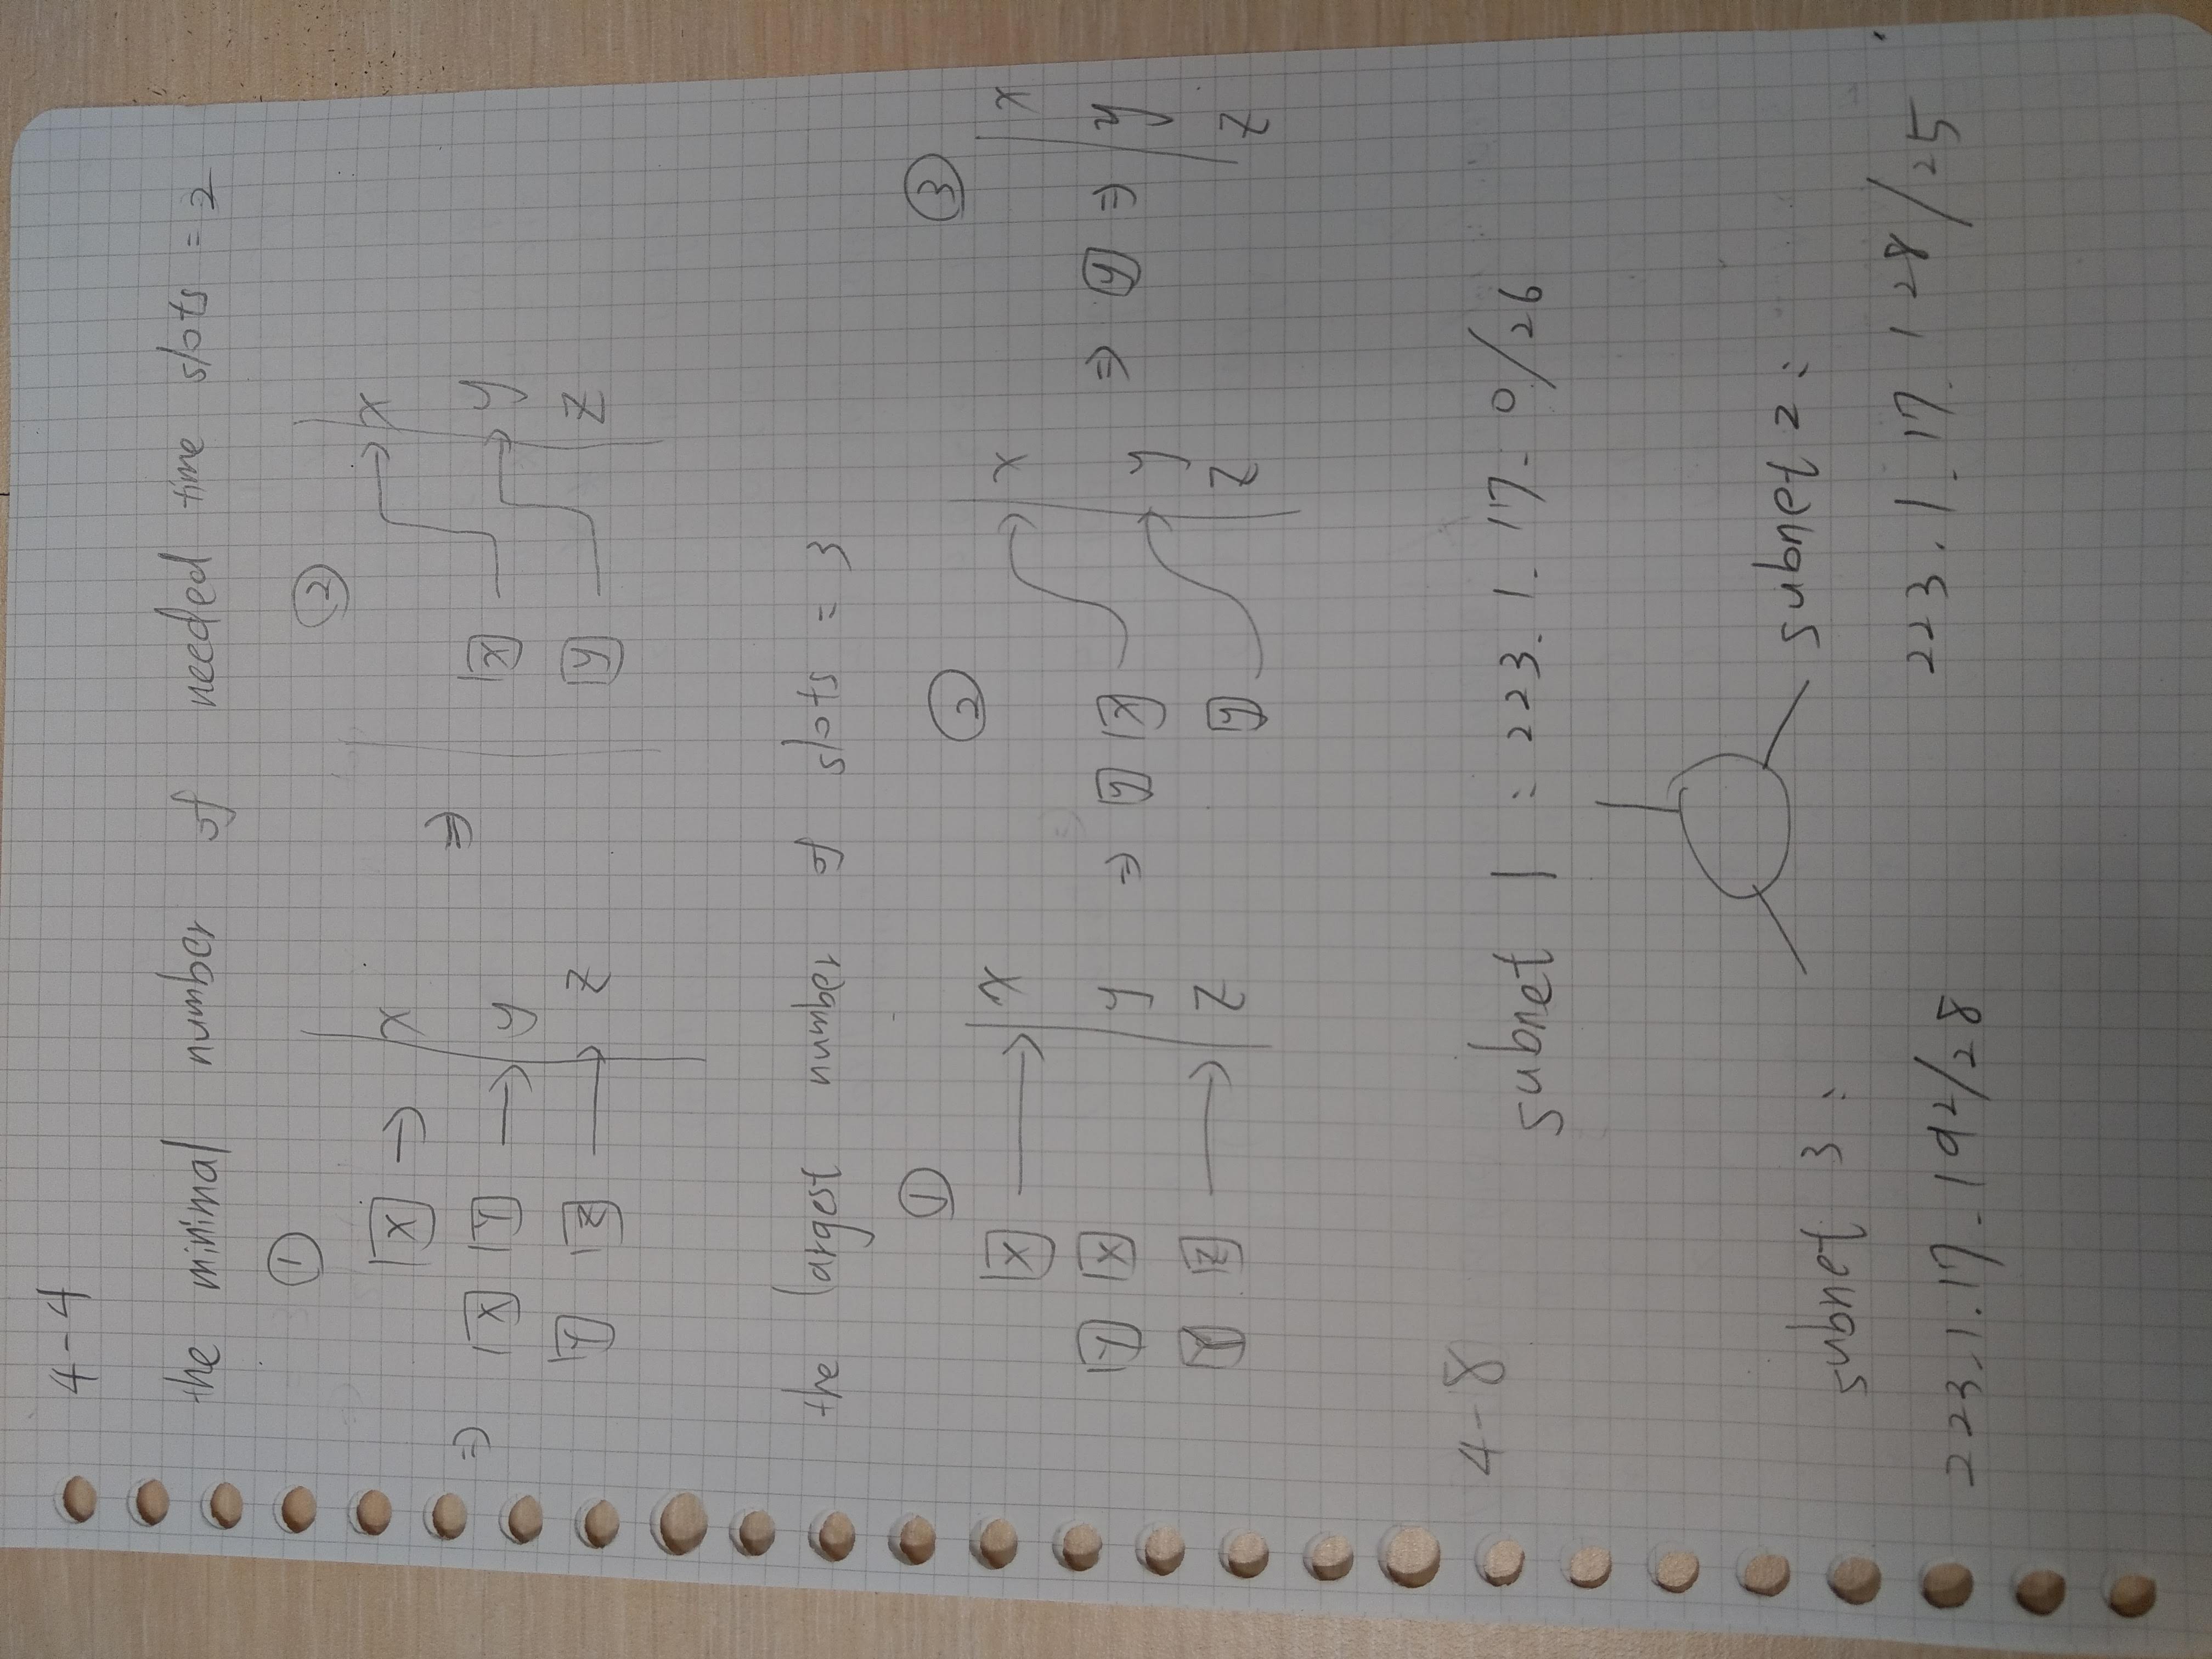 4-4
the minimal number of needed time slots = 2
① ②
X → x x
⇒ X Y → y ⇒ X y
Y Z → z y z
the largest number of slots = 3
① ② ③
X → x x x
Y X y ⇒ y x y ⇒ y ⇒ y
Y Z → z y z z
4-8
subnet 1 : 223.1.17.0/26
subnet 2 :
subnet 3 :
223.1.17.128/25
223.1.17.192/28